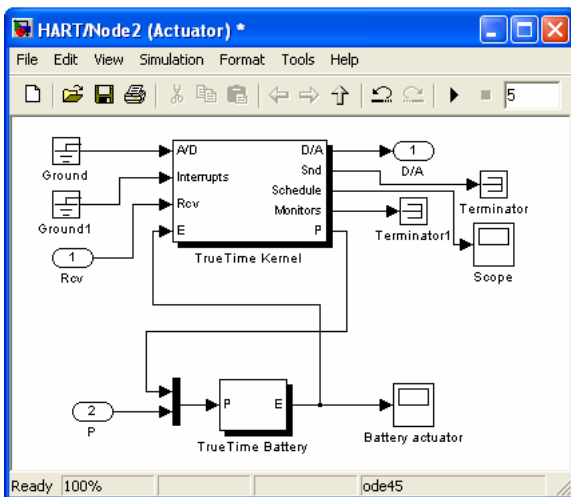 HART/Node2 (Actuator) *
File Edit View Simulation Format Tools Help
5
Ground
A/D
Interrupts
Rcv
E
D/A
Snd
Schedule
Monitors
P
TrueTime Kernel
1
D/A
Ground1
Terminator
Terminator1
1
Rcv
Scope
2
P
P
E
TrueTime Battery
Battery actuator
Ready 100% ode45